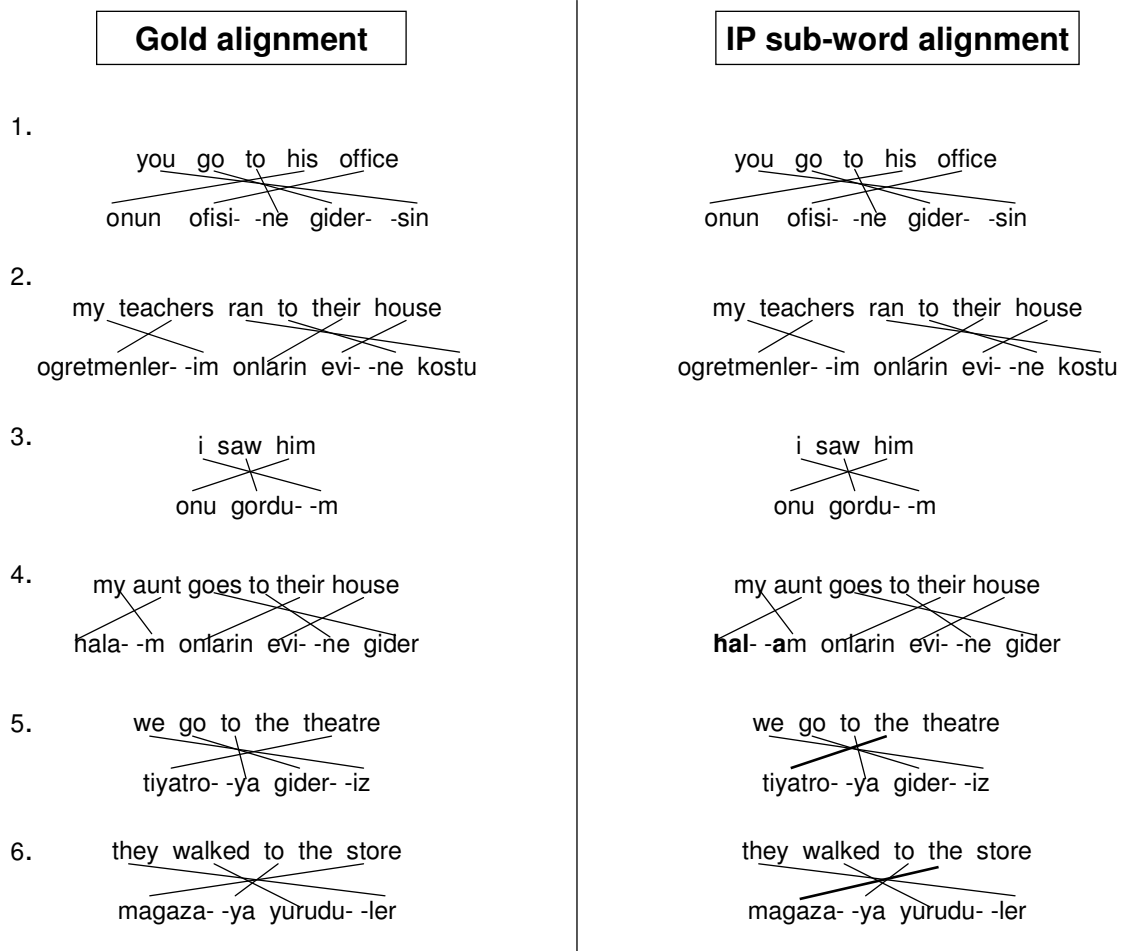 Gold alignment
IP sub-word alignment
1.
you go to his office
onun ofisi- -ne gider- -sin
you go to his office
onun ofisi- -ne gider- -sin
2.
my teachers ran to their house
ogretmenler- -im onlarin evi- -ne kostu
my teachers ran to their house
ogretmenler- -im onlarin evi- -ne kostu
3.
i saw him
onu gordu- -m
i saw him
onu gordu- -m
4.
my aunt goes to their house
hala- -m onlarin evi- -ne gider
my aunt goes to their house
hal- -am onlarin evi- -ne gider
5.
we go to the theatre
tiyatro- -ya gider- -iz
we go to the theatre
tiyatro- -ya gider- -iz
6.
they walked to the store
magaza- -ya yurudu- -ler
they walked to the store
magaza- -ya yurudu- -ler